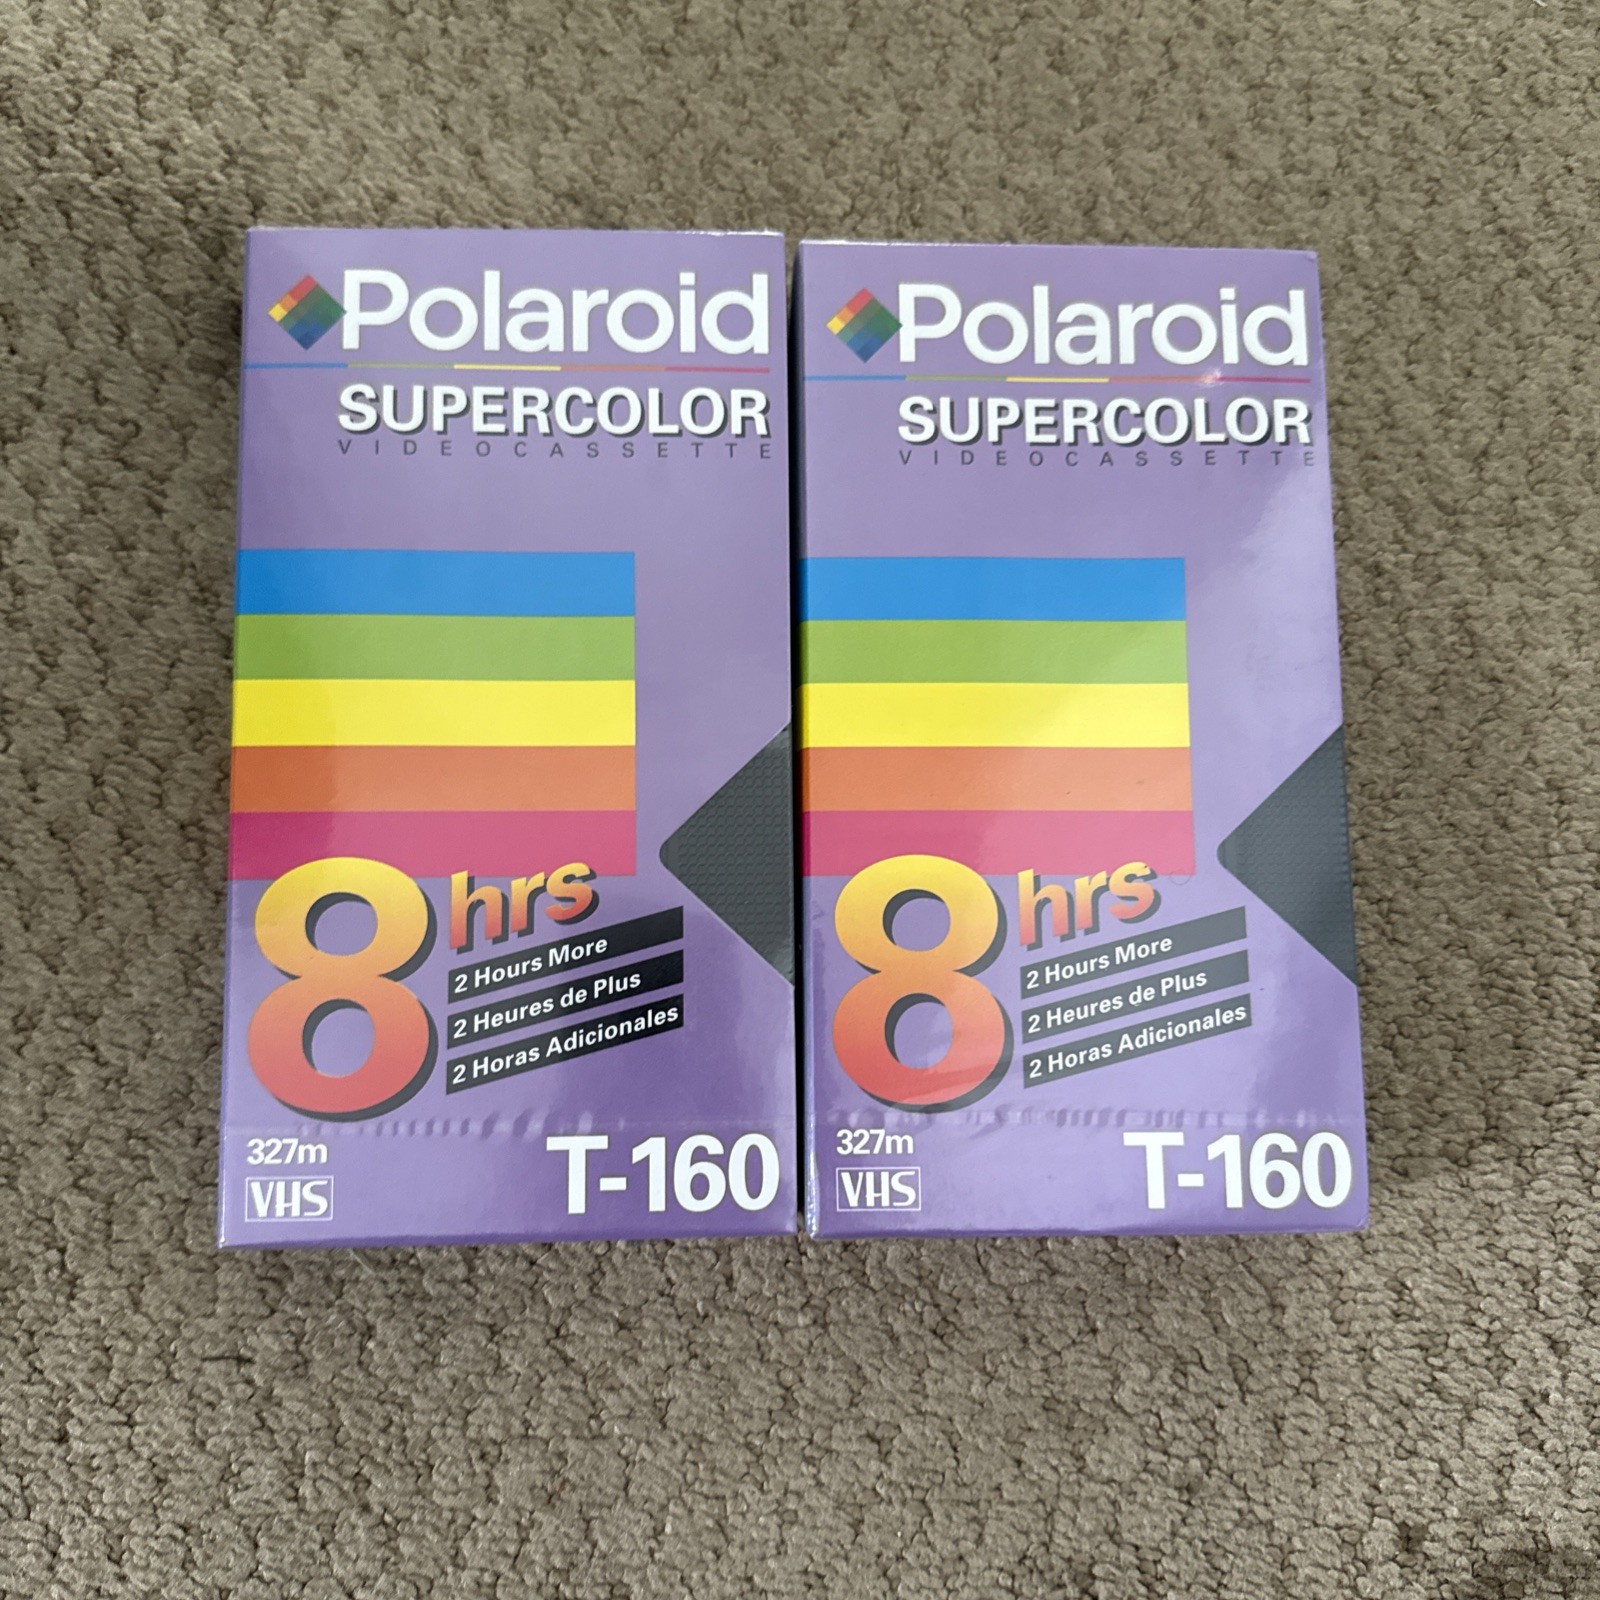 Polaroid
SUPERCOLOR
VIDEOCASSETTE
8 hrs
2 Hours More
2 Heures de Plus
2 Horas Adicionales
327m
VHS
T-160
Polaroid
SUPERCOLOR
VIDEOCASSETTE
8 hrs
2 Hours More
2 Heures de Plus
2 Horas Adicionales
327m
VHS
T-160